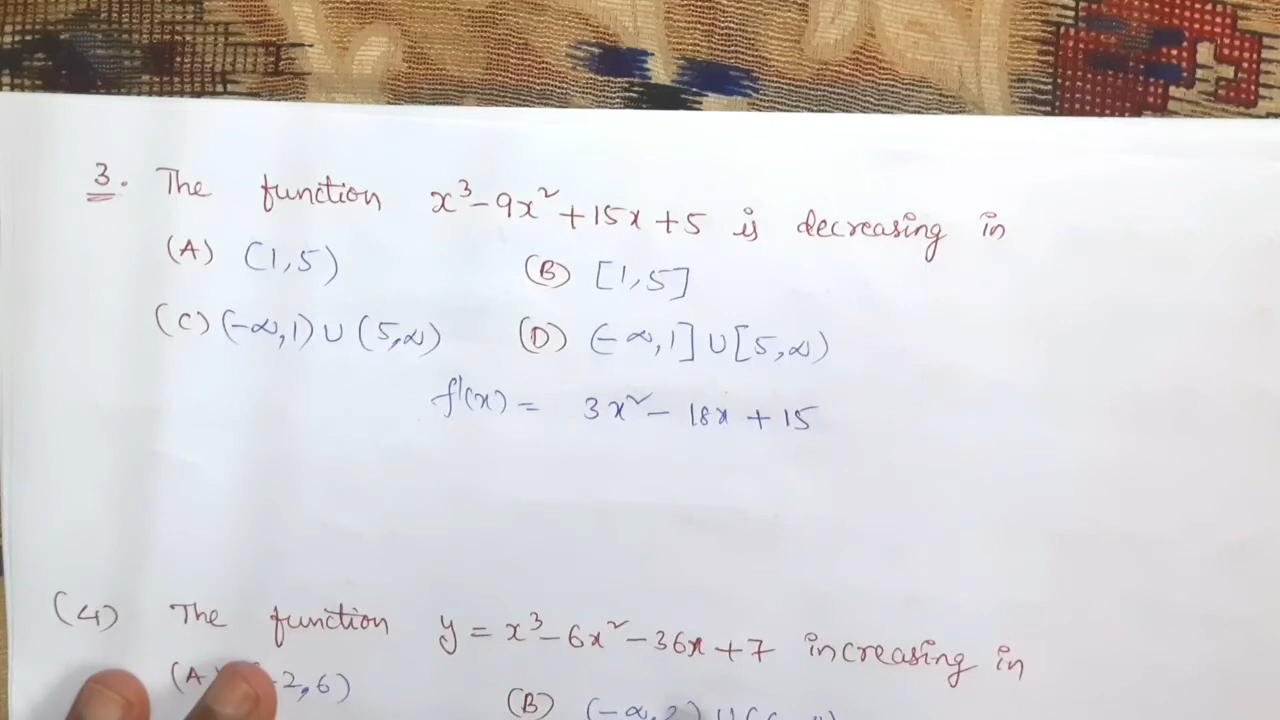 3. The function x³-9x²+15x+5 is decreasing in
(A) (1,5) (B) [1,5]
(C) (-∞,1)∪(5,∞) (D) (-∞,1]∪[5,∞)
f'(x) = 3x²-18x+15
(4) The function y = x³-6x²-36x+7 increasing in
(A) 2,6) (B) (-∞,2)